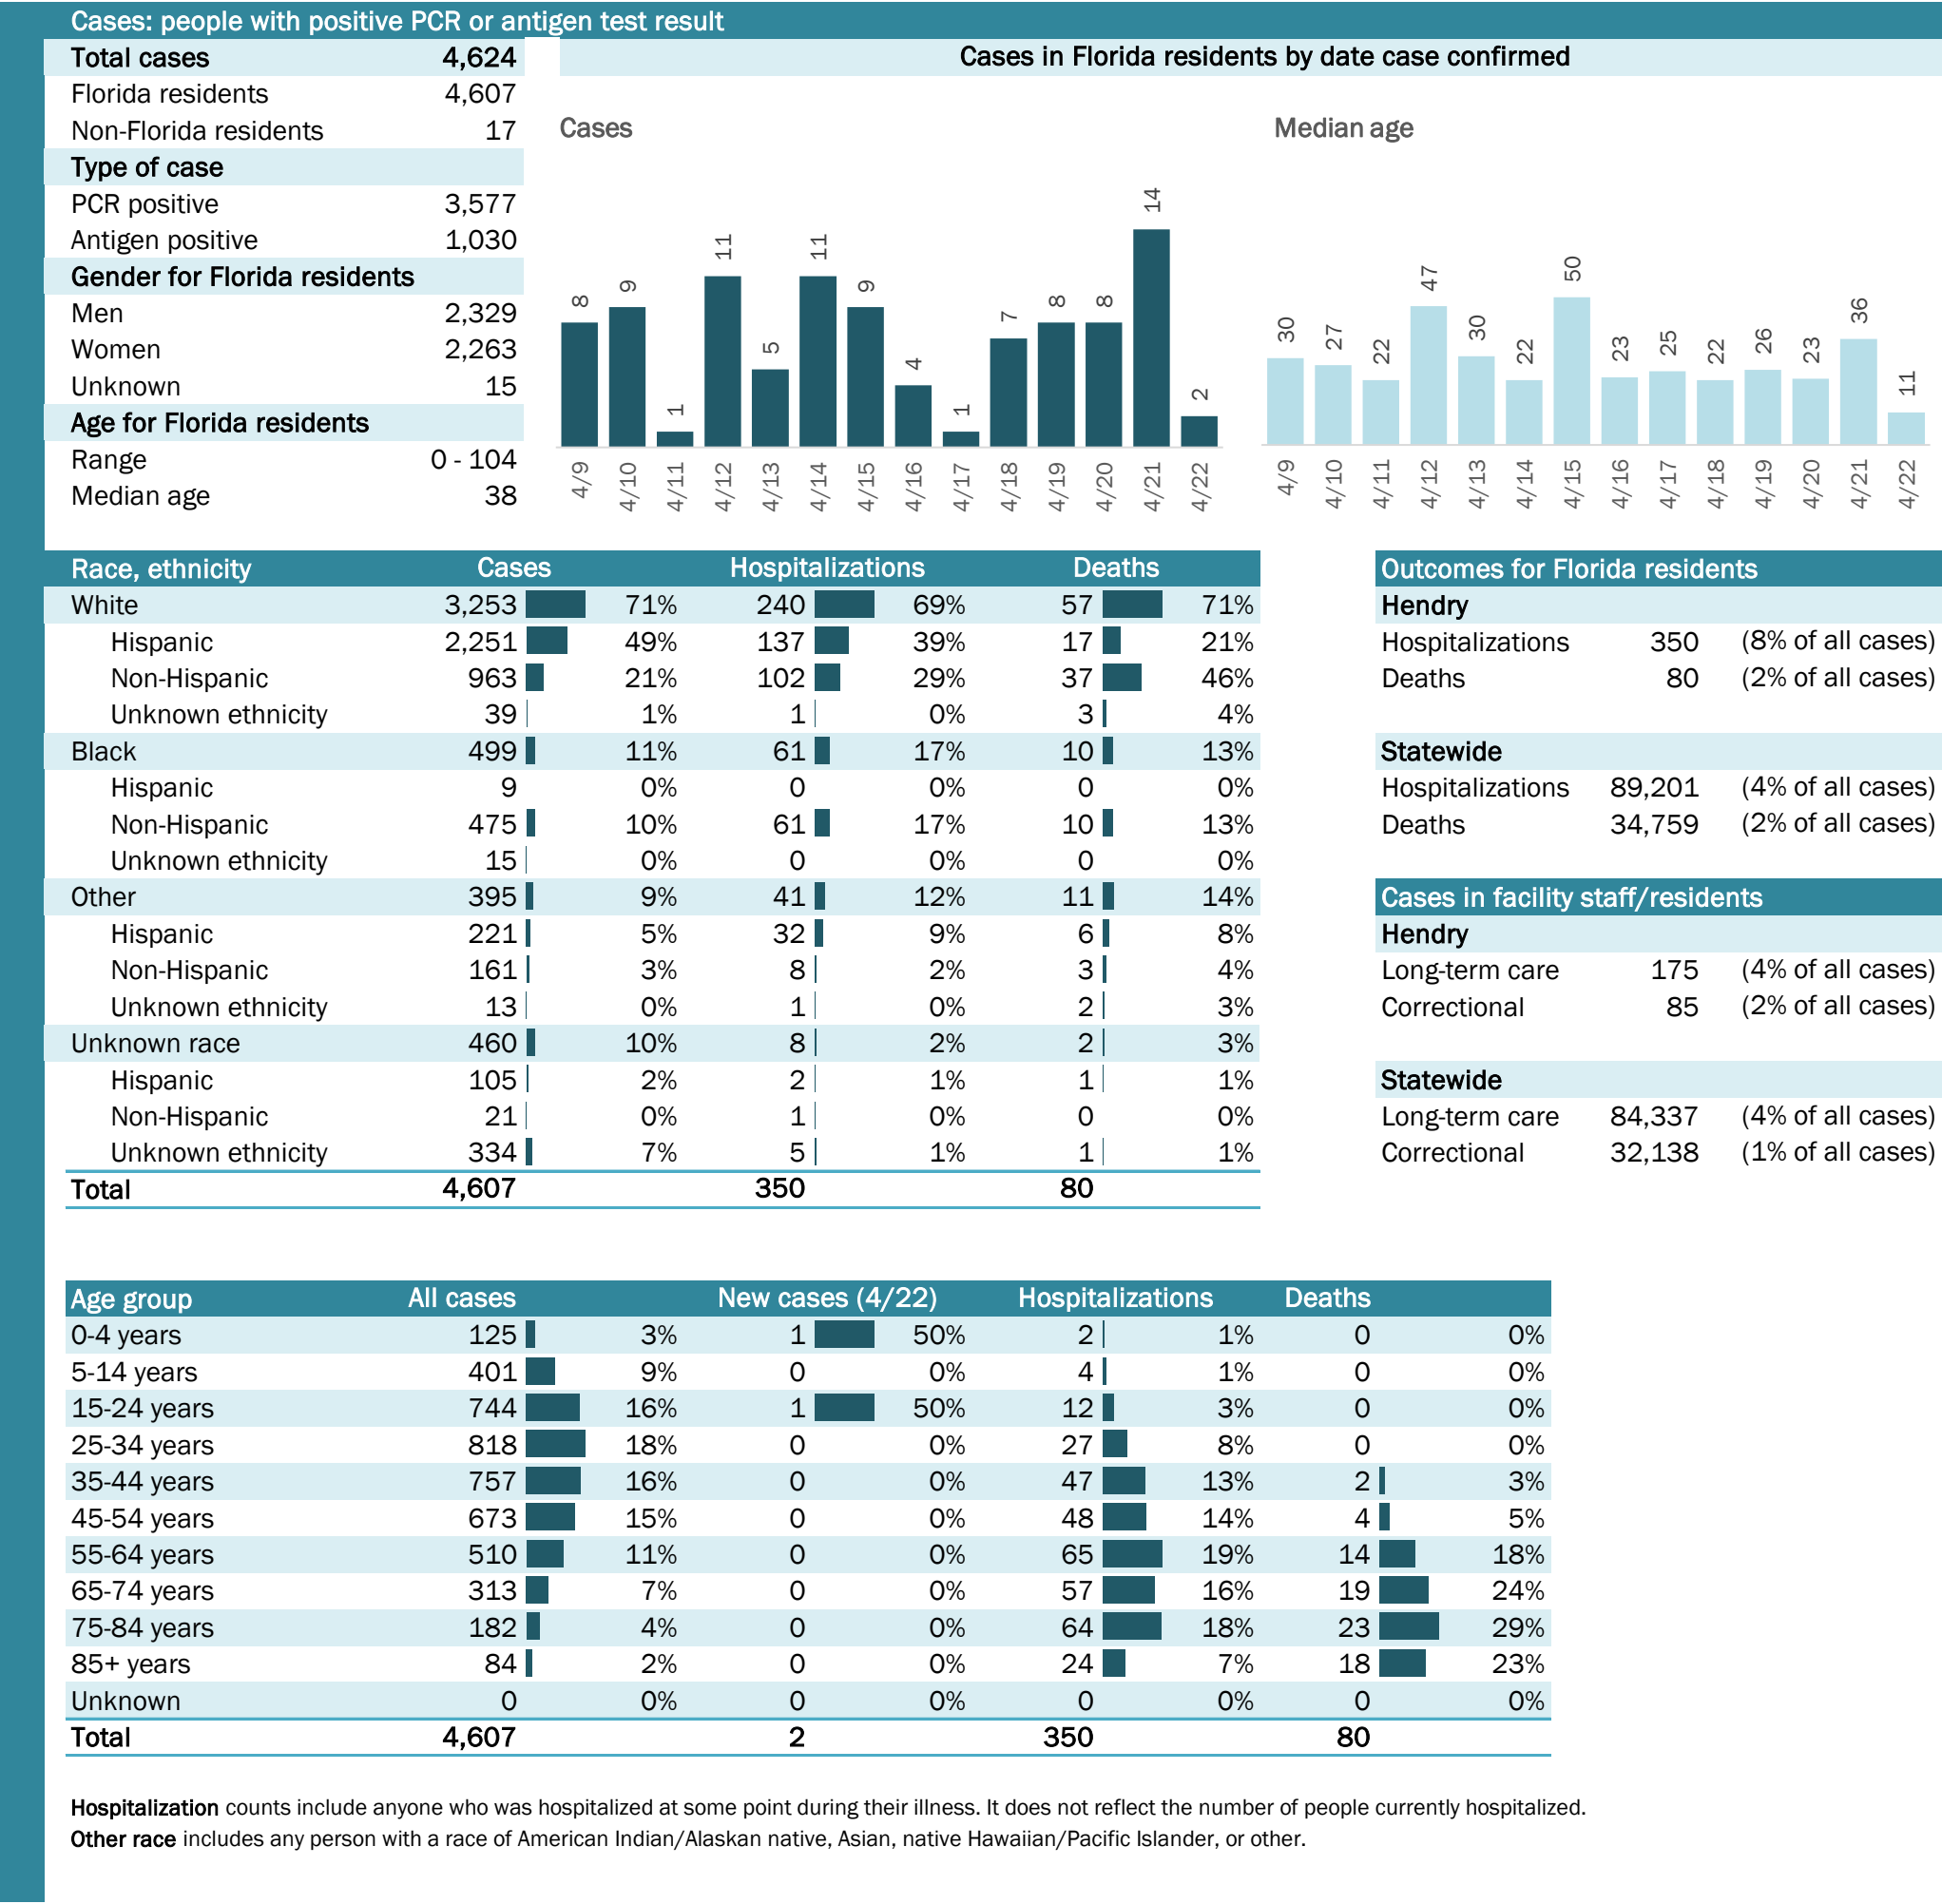 Cases: people with positive PCR or antigen test result
Total cases 4,624
Florida residents 4,607
Non-Florida residents 17
Type of case
PCR positive 3,577
Antigen positive 1,030
Gender for Florida residents
Men 2,329
Women 2,263
Unknown 15
Age for Florida residents
Range 0 - 104
Median age 38
Cases in Florida residents by date case confirmed
Cases
8 9 1 11 5 11 9 4 1 7 8 8 14 2
4/9 4/10 4/11 4/12 4/13 4/14 4/15 4/16 4/17 4/18 4/19 4/20 4/21 4/22
Median age
30 27 22 47 30 22 50 23 25 22 26 23 36 11
4/9 4/10 4/11 4/12 4/13 4/14 4/15 4/16 4/17 4/18 4/19 4/20 4/21 4/22
Race, ethnicity Cases Hospitalizations Deaths
White 3,253 71% 240 69% 57 71%
Hispanic 2,251 49% 137 39% 17 21%
Non-Hispanic 963 21% 102 29% 37 46%
Unknown ethnicity 39 1% 1 0% 3 4%
Black 499 11% 61 17% 10 13%
Hispanic 9 0% 0 0% 0 0%
Non-Hispanic 475 10% 61 17% 10 13%
Unknown ethnicity 15 0% 0 0% 0 0%
Other 395 9% 41 12% 11 14%
Hispanic 221 5% 32 9% 6 8%
Non-Hispanic 161 3% 8 2% 3 4%
Unknown ethnicity 13 0% 1 0% 2 3%
Unknown race 460 10% 8 2% 2 3%
Hispanic 105 2% 2 1% 1 1%
Non-Hispanic 21 0% 1 0% 0 0%
Unknown ethnicity 334 7% 5 1% 1 1%
Total 4,607 350 80
Outcomes for Florida residents
Hendry
Hospitalizations 350 (8% of all cases)
Deaths 80 (2% of all cases)
Statewide
Hospitalizations 89,201 (4% of all cases)
Deaths 34,759 (2% of all cases)
Cases in facility staff/residents
Hendry
Long-term care 175 (4% of all cases)
Correctional 85 (2% of all cases)
Statewide
Long-term care 84,337 (4% of all cases)
Correctional 32,138 (1% of all cases)
Age group All cases New cases (4/22) Hospitalizations Deaths
0-4 years 125 3% 1 50% 2 1% 0 0%
5-14 years 401 9% 0 0% 4 1% 0 0%
15-24 years 744 16% 1 50% 12 3% 0 0%
25-34 years 818 18% 0 0% 27 8% 0 0%
35-44 years 757 16% 0 0% 47 13% 2 3%
45-54 years 673 15% 0 0% 48 14% 4 5%
55-64 years 510 11% 0 0% 65 19% 14 18%
65-74 years 313 7% 0 0% 57 16% 19 24%
75-84 years 182 4% 0 0% 64 18% 23 29%
85+ years 84 2% 0 0% 24 7% 18 23%
Unknown 0 0% 0 0% 0 0% 0 0%
Total 4,607 2 350 80
Hospitalization counts include anyone who was hospitalized at some point during their illness. It does not reflect the number of people currently hospitalized.
Other race includes any person with a race of American Indian/Alaskan native, Asian, native Hawaiian/Pacific Islander, or other.